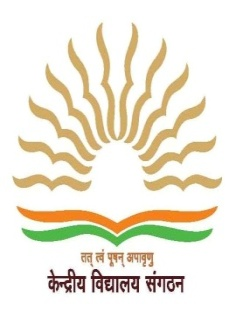 तत् त्वं पूषन् अपावृणु
केन्द्रीय विद्यालय संगठन